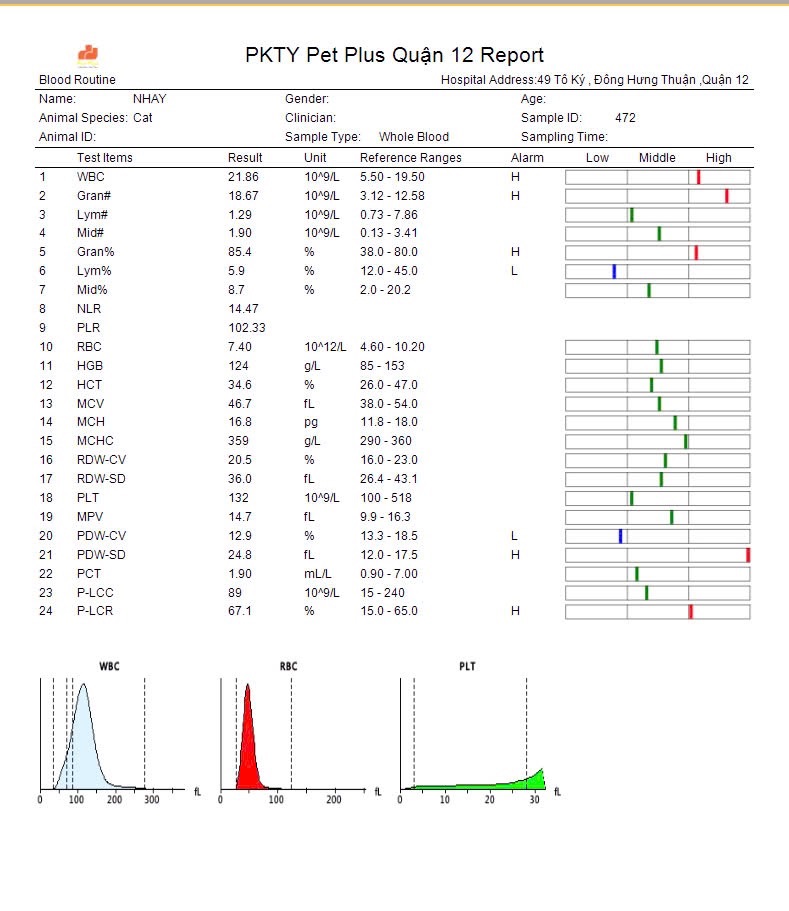 PKTY Pet Plus Quận 12 Report
Blood Routine Hospital Address:49 Tô Ký , Đông Hưng Thuận ,Quận 12
Name: NHAY Gender: Age:
Animal Species: Cat Clinician: Sample ID: 472
Animal ID: Sample Type: Whole Blood Sampling Time:
Test Items Result Unit Reference Ranges Alarm Low Middle High
1 WBC 21.86 10^9/L 5.50 - 19.50 H
2 Gran# 18.67 10^9/L 3.12 - 12.58 H
3 Lym# 1.29 10^9/L 0.73 - 7.86
4 Mid# 1.90 10^9/L 0.13 - 3.41
5 Gran% 85.4 % 38.0 - 80.0 H
6 Lym% 5.9 % 12.0 - 45.0 L
7 Mid% 8.7 % 2.0 - 20.2
8 NLR 14.47
9 PLR 102.33
10 RBC 7.40 10^12/L 4.60 - 10.20
11 HGB 124 g/L 85 - 153
12 HCT 34.6 % 26.0 - 47.0
13 MCV 46.7 fL 38.0 - 54.0
14 MCH 16.8 pg 11.8 - 18.0
15 MCHC 359 g/L 290 - 360
16 RDW-CV 20.5 % 16.0 - 23.0
17 RDW-SD 36.0 fL 26.4 - 43.1
18 PLT 132 10^9/L 100 - 518
19 MPV 14.7 fL 9.9 - 16.3
20 PDW-CV 12.9 % 13.3 - 18.5 L
21 PDW-SD 24.8 fL 12.0 - 17.5 H
22 PCT 1.90 mL/L 0.90 - 7.00
23 P-LCC 89 10^9/L 15 - 240
24 P-LCR 67.1 % 15.0 - 65.0 H
WBC RBC PLT
0 100 200 300 fL 0 100 200 fL 0 10 20 30 fL